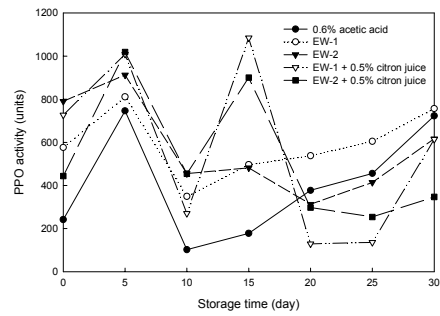 1200
1000
800
600
400
200
0
PPO activity (units)
0.6% acetic acid
EW-1
EW-2
EW-1 + 0.5% citron juice
EW-2 + 0.5% citron juice
0 5 10 15 20 25 30
Storage time (day)